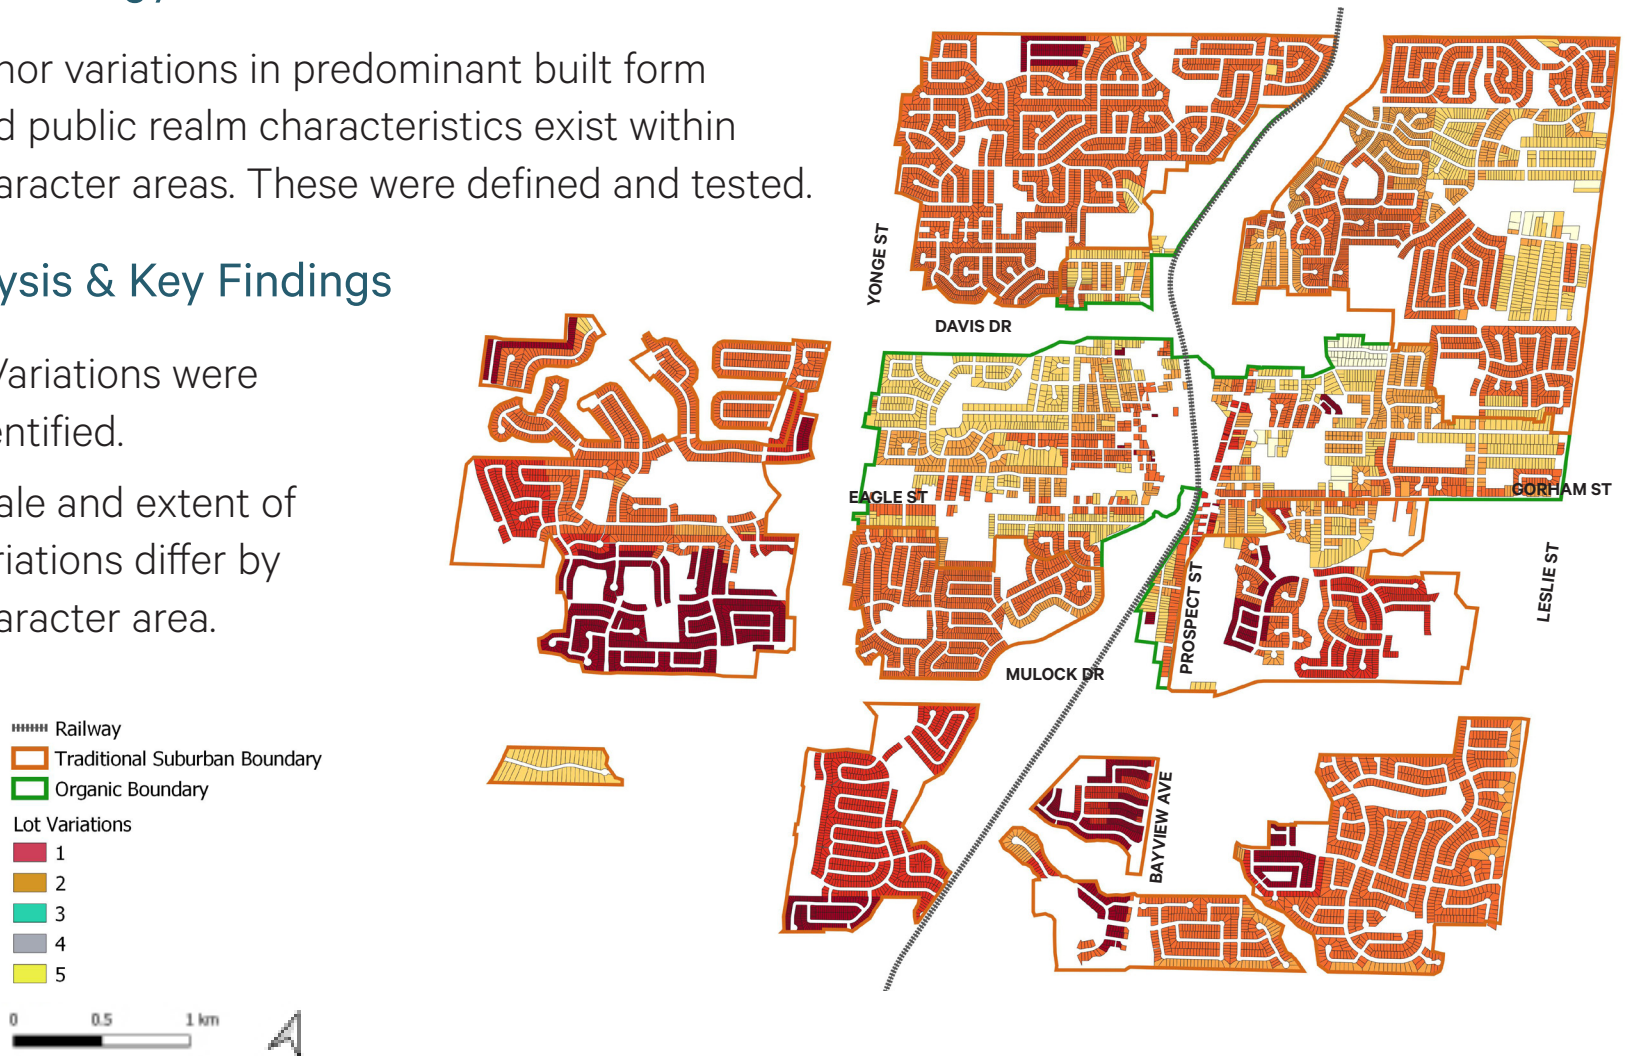 nor variations in predominant built form
d public realm characteristics exist within
aracter areas. These were defined and tested.
ysis & Key Findings
Variations were
entified.
ale and extent of
riations differ by
aracter area.
Railway
Traditional Suburban Boundary
Organic Boundary
Lot Variations
1
2
3
4
5
0 0.5 1 km
YONGE ST
DAVIS DR
EAGLE ST
GORHAM ST
PROSPECT ST
LESLIE ST
MULOCK DR
BAYVIEW AVE